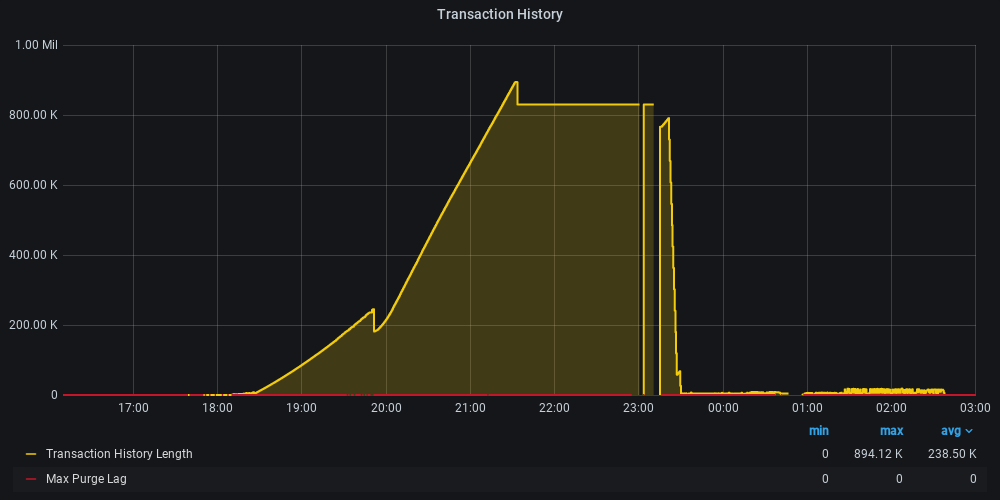 Transaction History
1.00 Mil
800.00 K
600.00 K
400.00 K
200.00 K
0
17:00 18:00 19:00 20:00 21:00 22:00 23:00 00:00 01:00 02:00 03:00
min max avg
Transaction History Length 0 894.12 K 238.50 K
Max Purge Lag 0 0 0